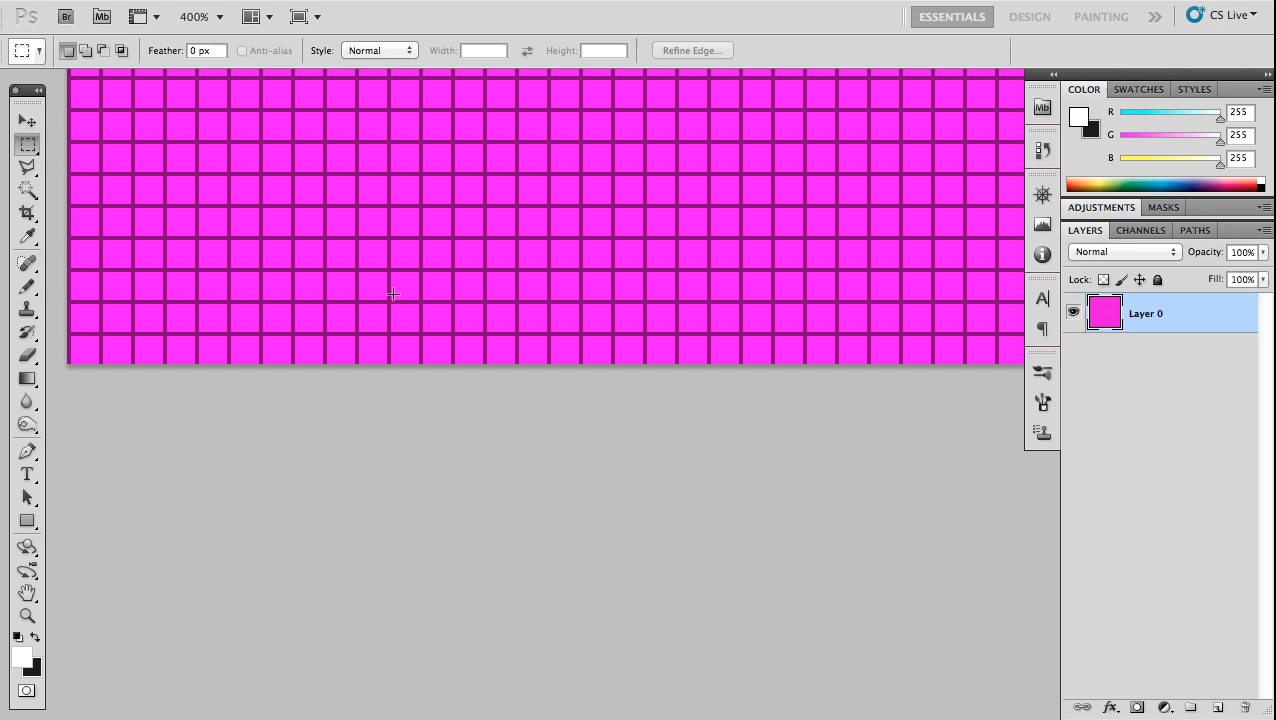 Ps Br Mb 400% ESSENTIALS DESIGN PAINTING CS Live
Feather: 0 px Anti-alias Style: Normal Width: Height: Refine Edge...
COLOR SWATCHES STYLES
Mb
R 255
G 255
B 255
ADJUSTMENTS MASKS
LAYERS CHANNELS PATHS
Normal Opacity: 100%
Lock: Fill: 100%
A
Layer 0
T
fx